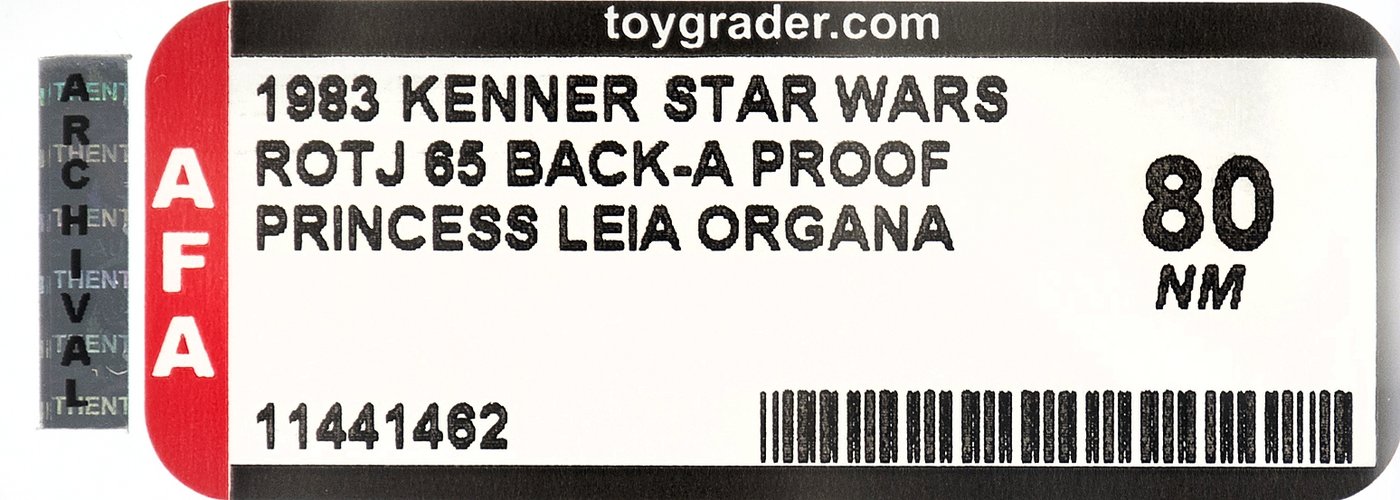 toygrader.com
ARCHIVAL
AFA
1983 KENNER STAR WARS
ROTJ 65 BACK-A PROOF
PRINCESS LEIA ORGANA
80
NM
11441462